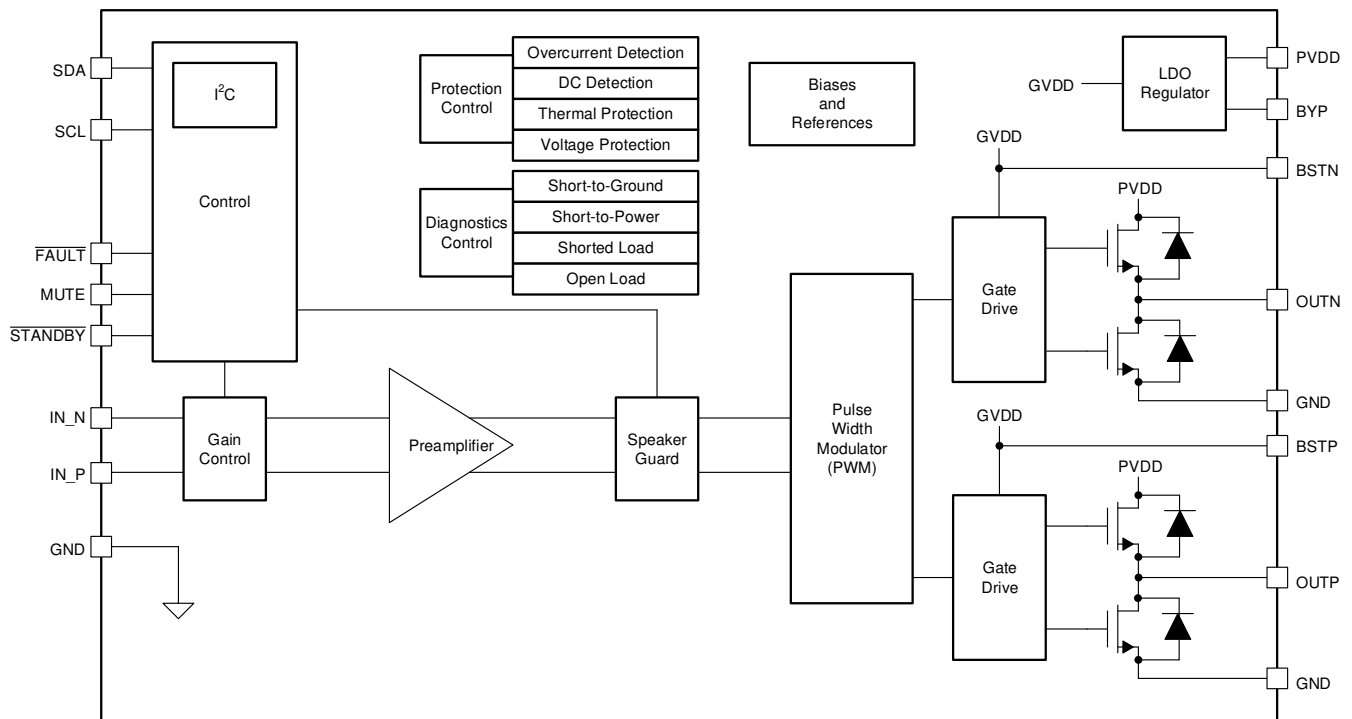 SDA
SCL
FAULT
MUTE
STANDBY
IN_N
IN_P
GND
I2C
Control
Gain
Control
Protection
Control
Overcurrent Detection
DC Detection
Thermal Protection
Voltage Protection
Diagnostics
Control
Short-to-Ground
Short-to-Power
Shorted Load
Open Load
Biases
and
References
Preamplifier
Speaker
Guard
Pulse
Width
Modulator
(PWM)
GVDD
LDO
Regulator
GVDD
PVDD
Gate
Drive
GVDD
PVDD
Gate
Drive
PVDD
BYP
BSTN
OUTN
GND
BSTP
OUTP
GND